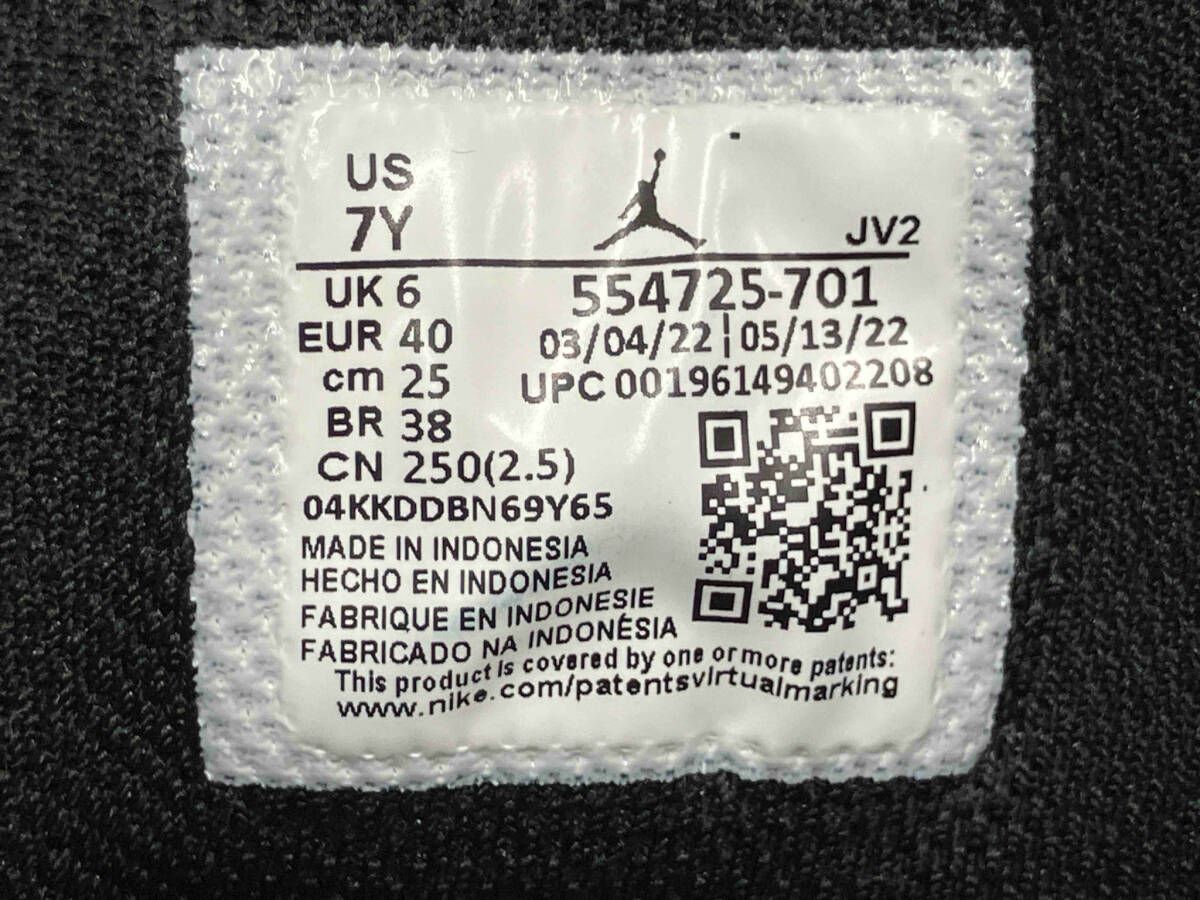 US
7Y
JV2
UK 6
554725-701
EUR 40
03/04/22 | 05/13/22
cm 25
UPC 00196149402208
BR 38
CN 250(2.5)
04KKDDBN69Y65
MADE IN INDONESIA
HECHO EN INDONESIA
FABRIQUE EN INDONESIE
FABRICADO NA INDONÉSIA
This product is covered by one or more patents:
www.nike.com/patentsvirtualmarking